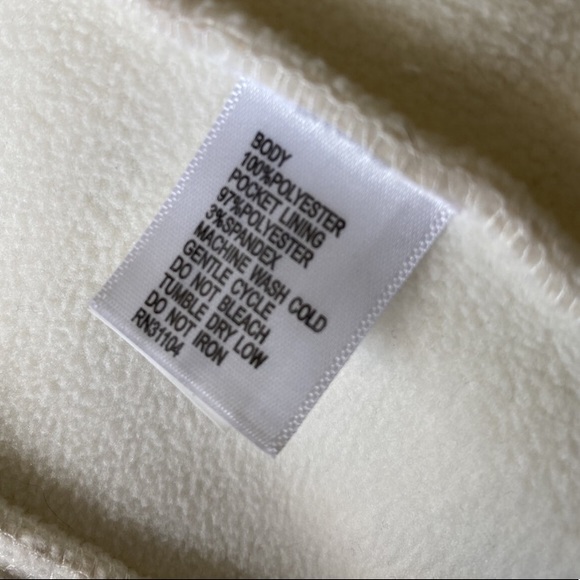 BODY
100%POLYESTER
POCKET LINING
97%POLYESTER
3%SPANDEX
MACHINE WASH COLD
GENTLE CYCLE
DO NOT BLEACH
TUMBLE DRY LOW
DO NOT IRON
RN31104